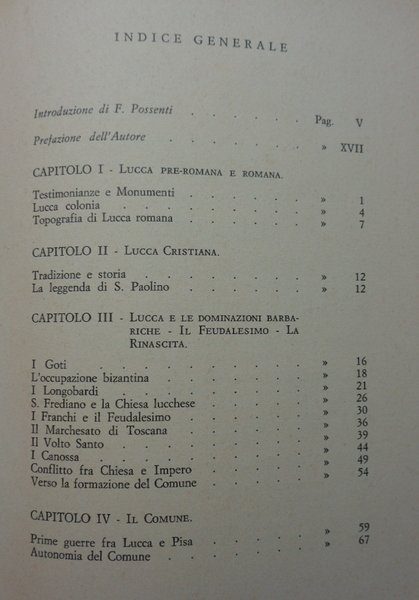 INDICE GENERALE
Introduzione di F. Possenti . . . . . Pag. V
Prefazione dell'Autore . . . . . . » XVII
CAPITOLO I - LUCCA PRE-ROMANA E ROMANA.
Testimonianze e Monumenti . . . . . » 1
Lucca colonia . . . . . . . . » 4
Topografia di Lucca romana . . . . . » 7
CAPITOLO II - LUCCA CRISTIANA.
Tradizione e storia . . . . . . . » 12
La leggenda di S. Paolino . . . . . . » 12
CAPITOLO III - LUCCA E LE DOMINAZIONI BARBA-
RICHE - IL FEUDALESIMO - LA
RINASCITA.
I Goti . . . . . . . . » 16
L'occupazione bizantina . . . . . . » 18
I Longobardi . . . . . . . . » 21
S. Frediano e la Chiesa lucchese . . . . » 26
I Franchi e il Feudalesimo . . . . . » 30
Il Marchesato di Toscana . . . . . . » 36
Il Volto Santo . . . . . . . » 39
I Canossa . . . . . . . . » 44
Conflitto fra Chiesa e Impero . . . . . » 49
Verso la formazione del Comune . . . . » 54
CAPITOLO IV - IL COMUNE.
Prime guerre fra Lucca e Pisa . . . . . » 59
Autonomia del Comune . . . . . . » 67